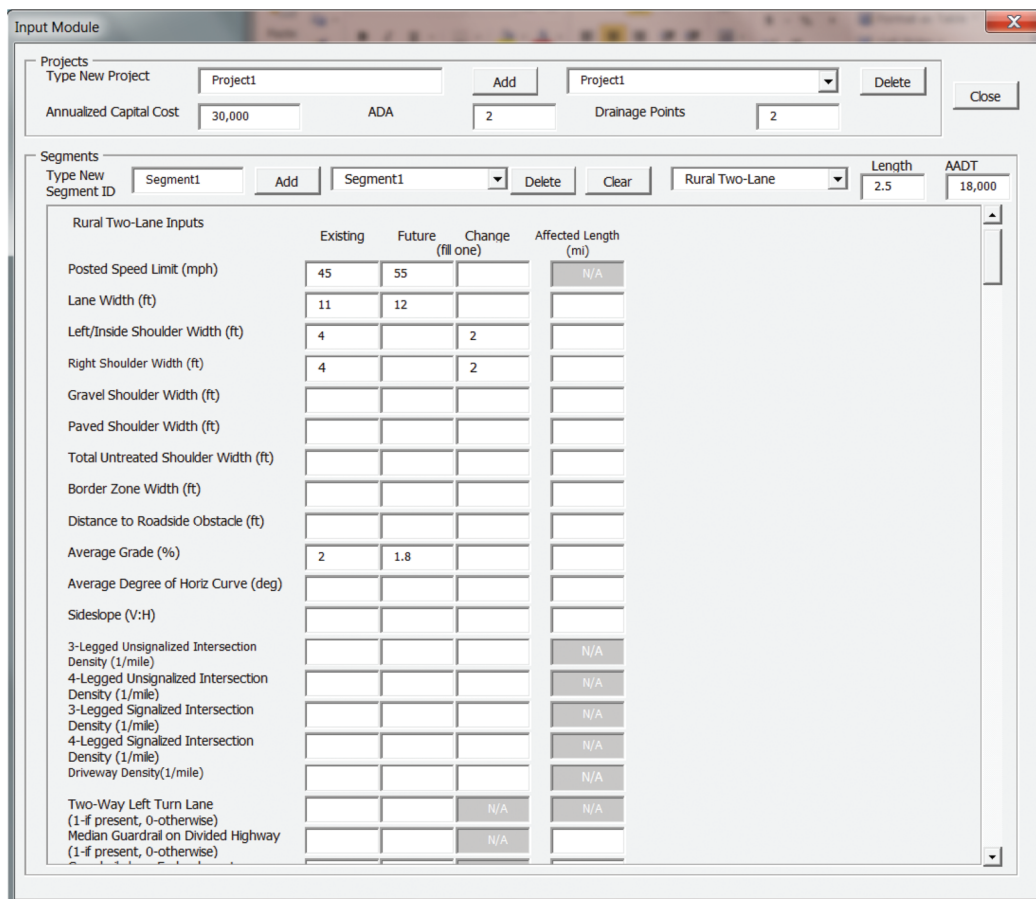 Input Module
X
Projects
Type New Project Project1 Add Project1 Delete
Close
Annualized Capital Cost 30,000 ADA 2 Drainage Points 2
Segments
Type New
Segment ID Segment1 Add Segment1 Delete Clear Rural Two-Lane
Length AADT
2.5 18,000
Rural Two-Lane Inputs
Existing Future Change Affected Length
(fill one) (mi)
Posted Speed Limit (mph) 45 55 N/A
Lane Width (ft) 11 12
Left/Inside Shoulder Width (ft) 4 2
Right Shoulder Width (ft) 4 2
Gravel Shoulder Width (ft)
Paved Shoulder Width (ft)
Total Untreated Shoulder Width (ft)
Border Zone Width (ft)
Distance to Roadside Obstacle (ft)
Average Grade (%) 2 1.8
Average Degree of Horiz Curve (deg)
Sideslope (V:H)
3-Legged Unsignalized Intersection
Density (1/mile) N/A
4-Legged Unsignalized Intersection
Density (1/mile) N/A
3-Legged Signalized Intersection
Density (1/mile) N/A
4-Legged Signalized Intersection
Density (1/mile) N/A
Driveway Density(1/mile) N/A
Two-Way Left Turn Lane
(1-if present, 0-otherwise) N/A N/A
Median Guardrail on Divided Highway
(1-if present, 0-otherwise) N/A